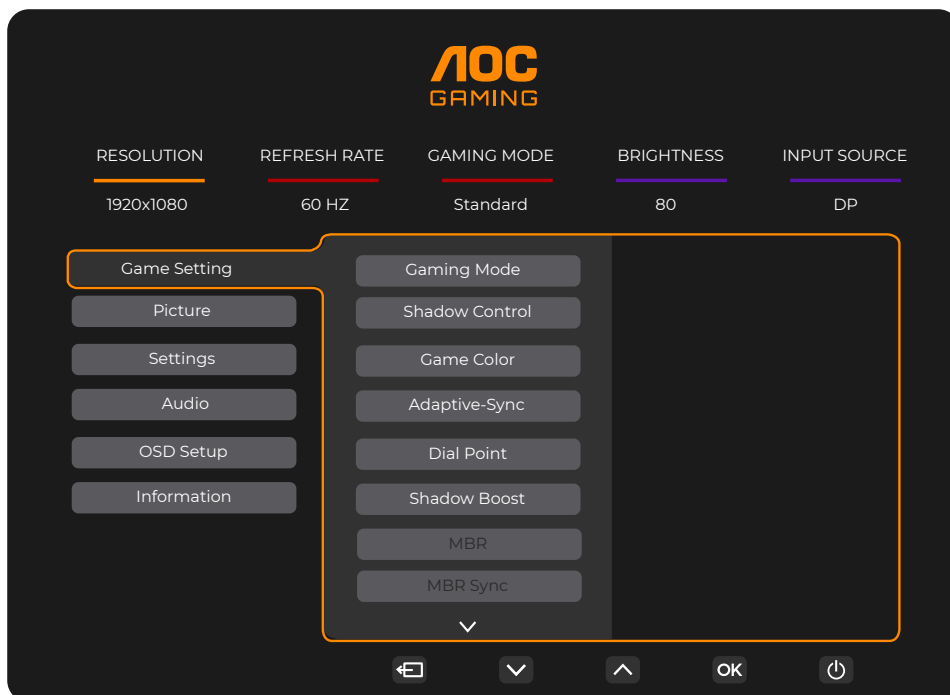 AOC
GAMING
RESOLUTION REFRESH RATE GAMING MODE BRIGHTNESS INPUT SOURCE
1920x1080 60 HZ Standard 80 DP
Game Setting
Picture
Settings
Audio
OSD Setup
Information
Gaming Mode
Shadow Control
Game Color
Adaptive-Sync
Dial Point
Shadow Boost
MBR
MBR Sync
OK